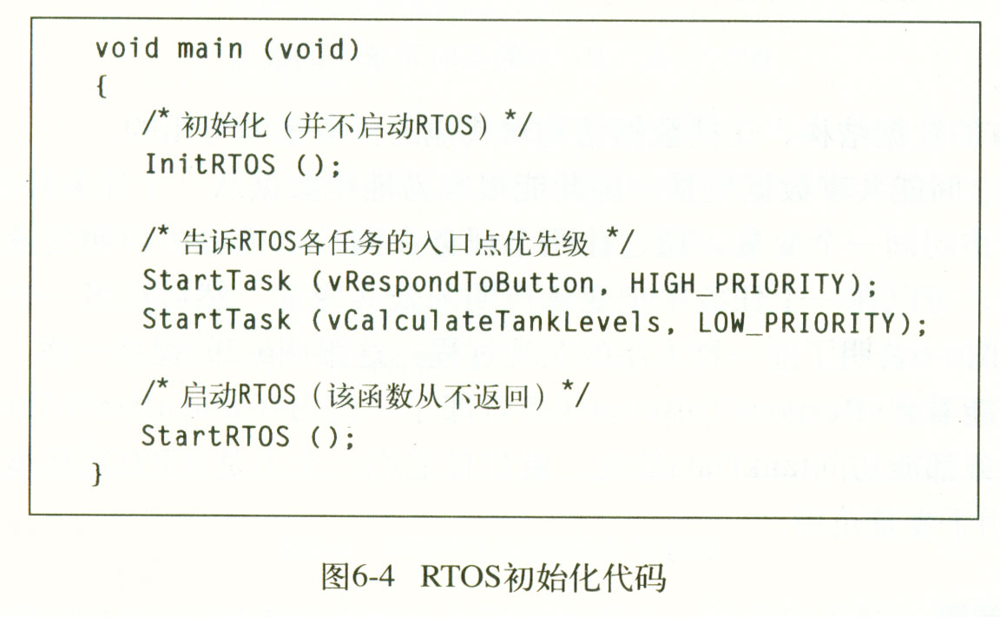 void main (void)
{
/* 初始化（并不启动RTOS）*/
InitRTOS ();
/* 告诉RTOS各任务的入口点优先级 */
StartTask (vRespondToButton, HIGH_PRIORITY);
StartTask (vCalculateTankLevels, LOW_PRIORITY);
/* 启动RTOS（该函数从不返回）*/
StartRTOS ();
}
图6-4 RTOS初始化代码